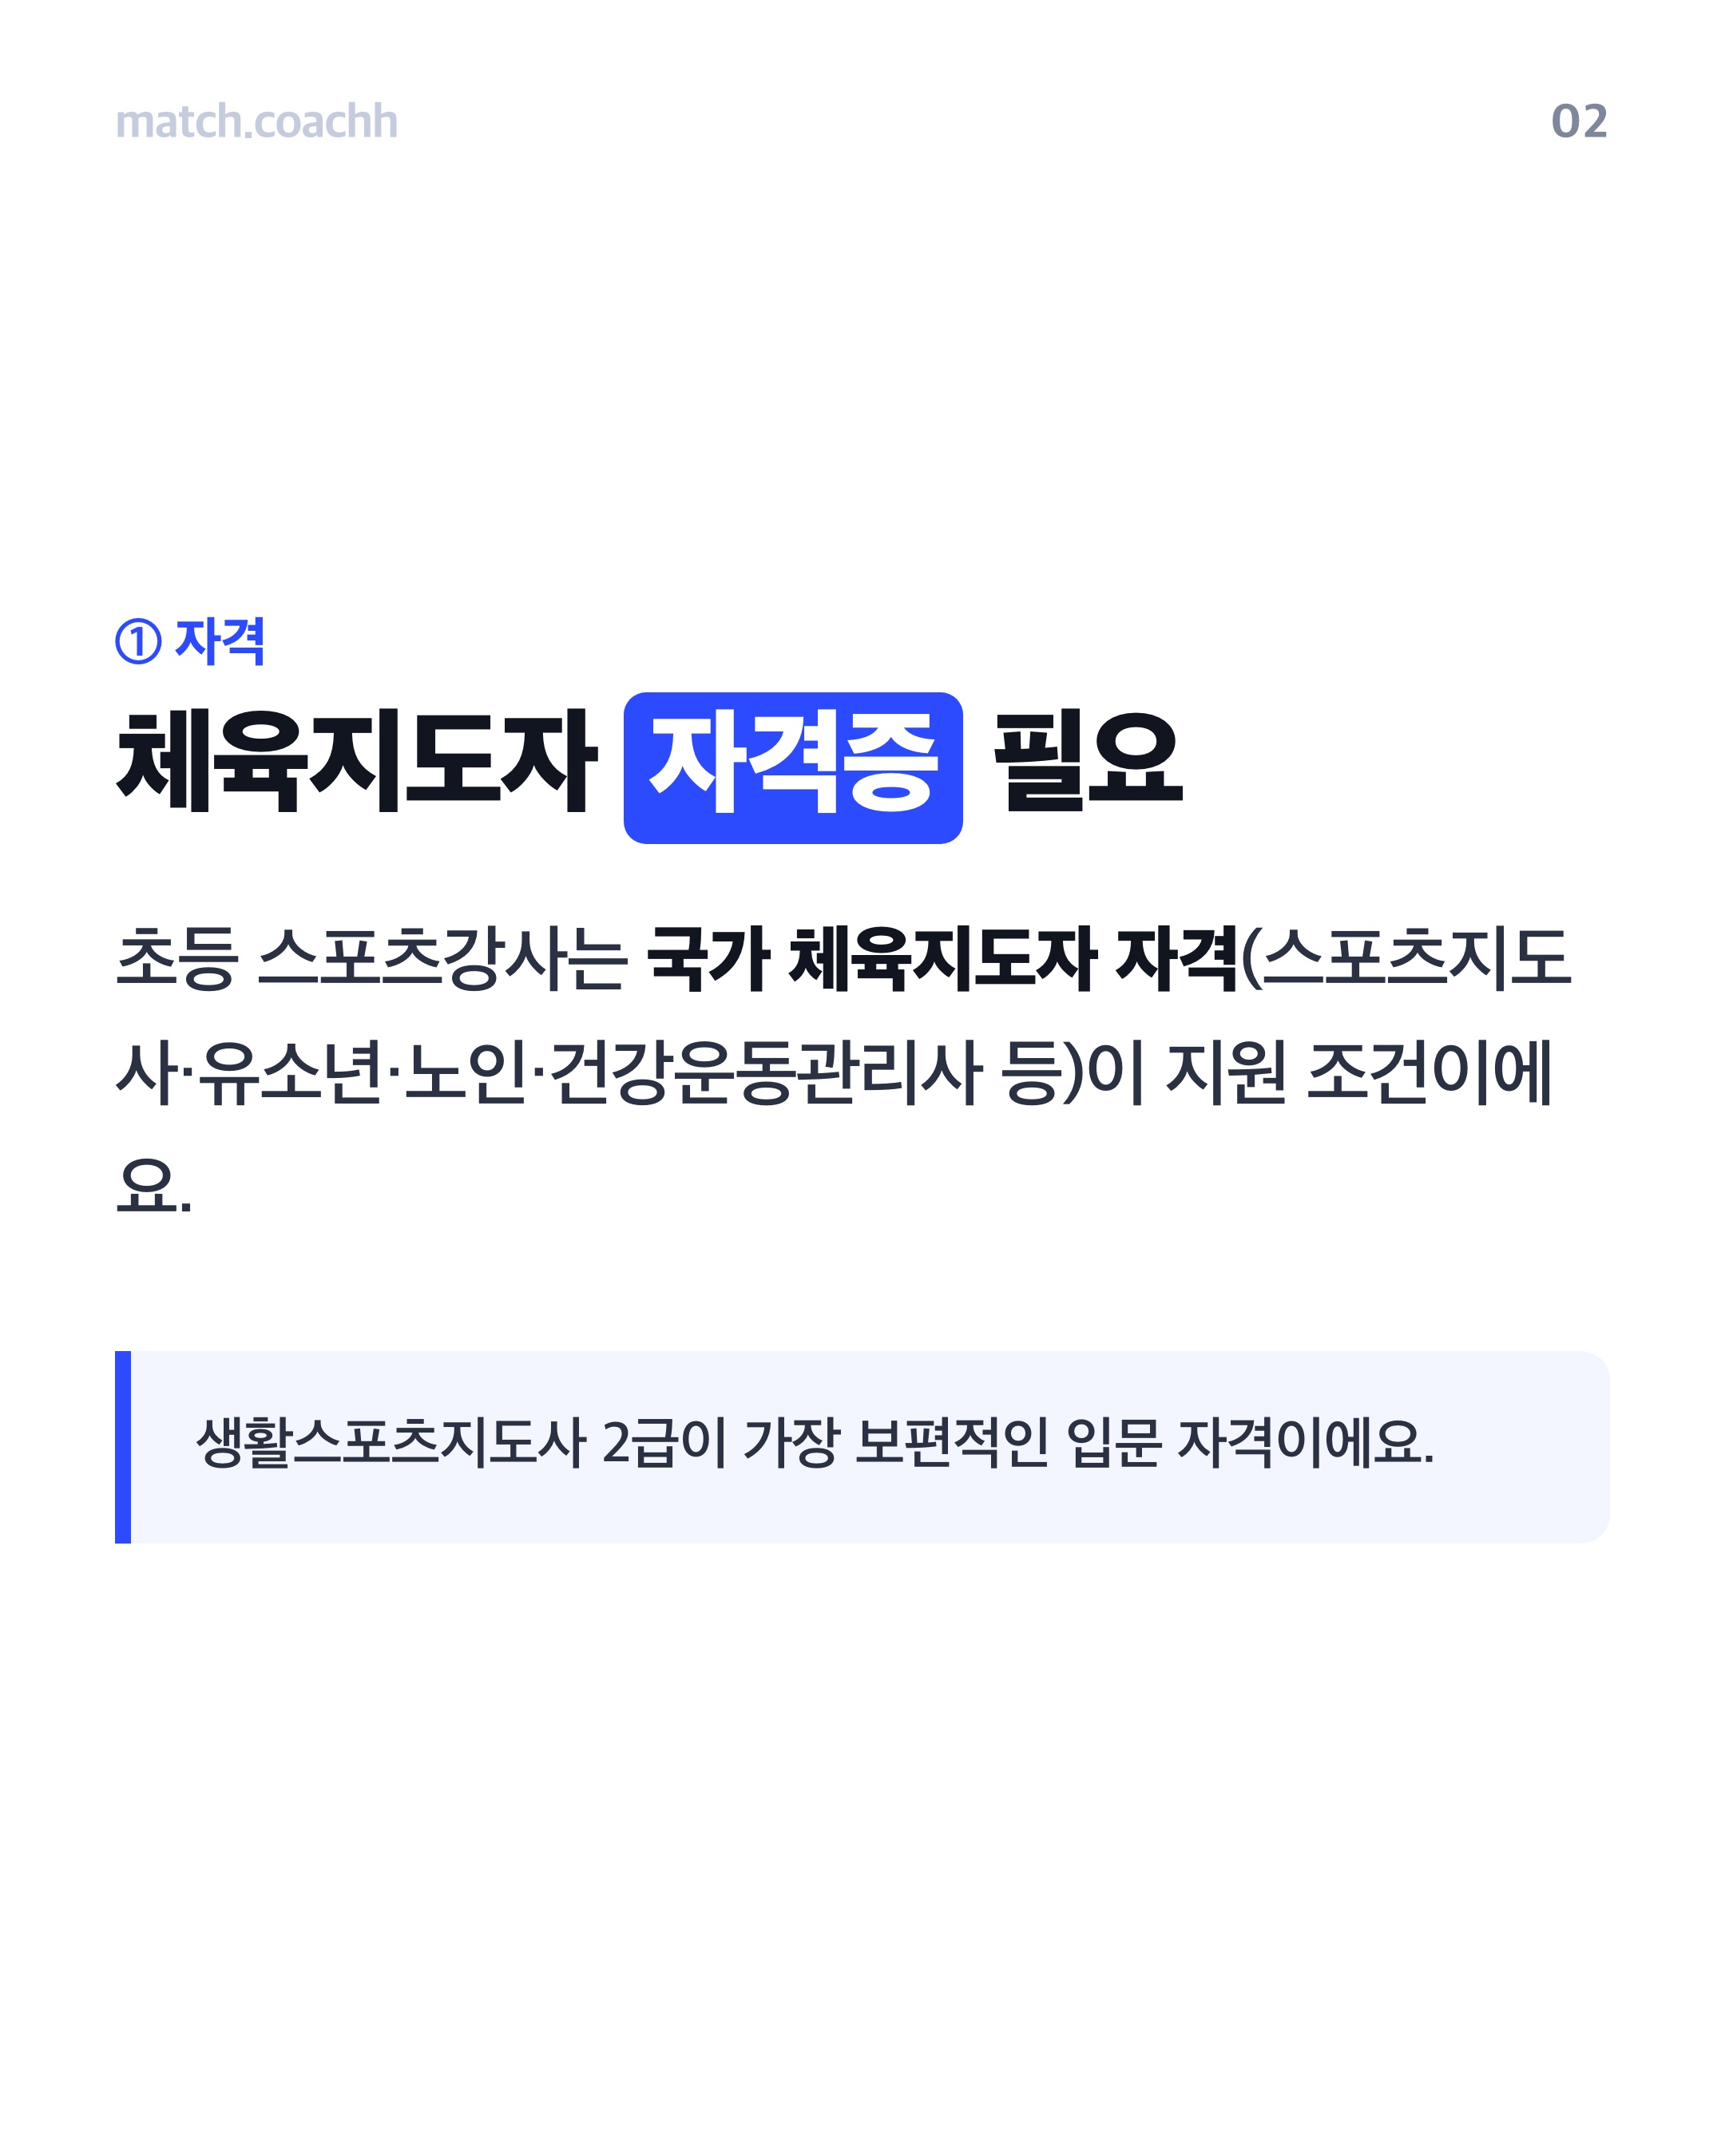 match.coachh
02
① 자격
체육지도자 자격증 필요
초등 스포츠강사는 국가 체육지도자 자격(스포츠지도
사·유소년·노인·건강운동관리사 등)이 지원 조건이에
요.
생활스포츠지도사 2급이 가장 보편적인 입문 자격이에요.